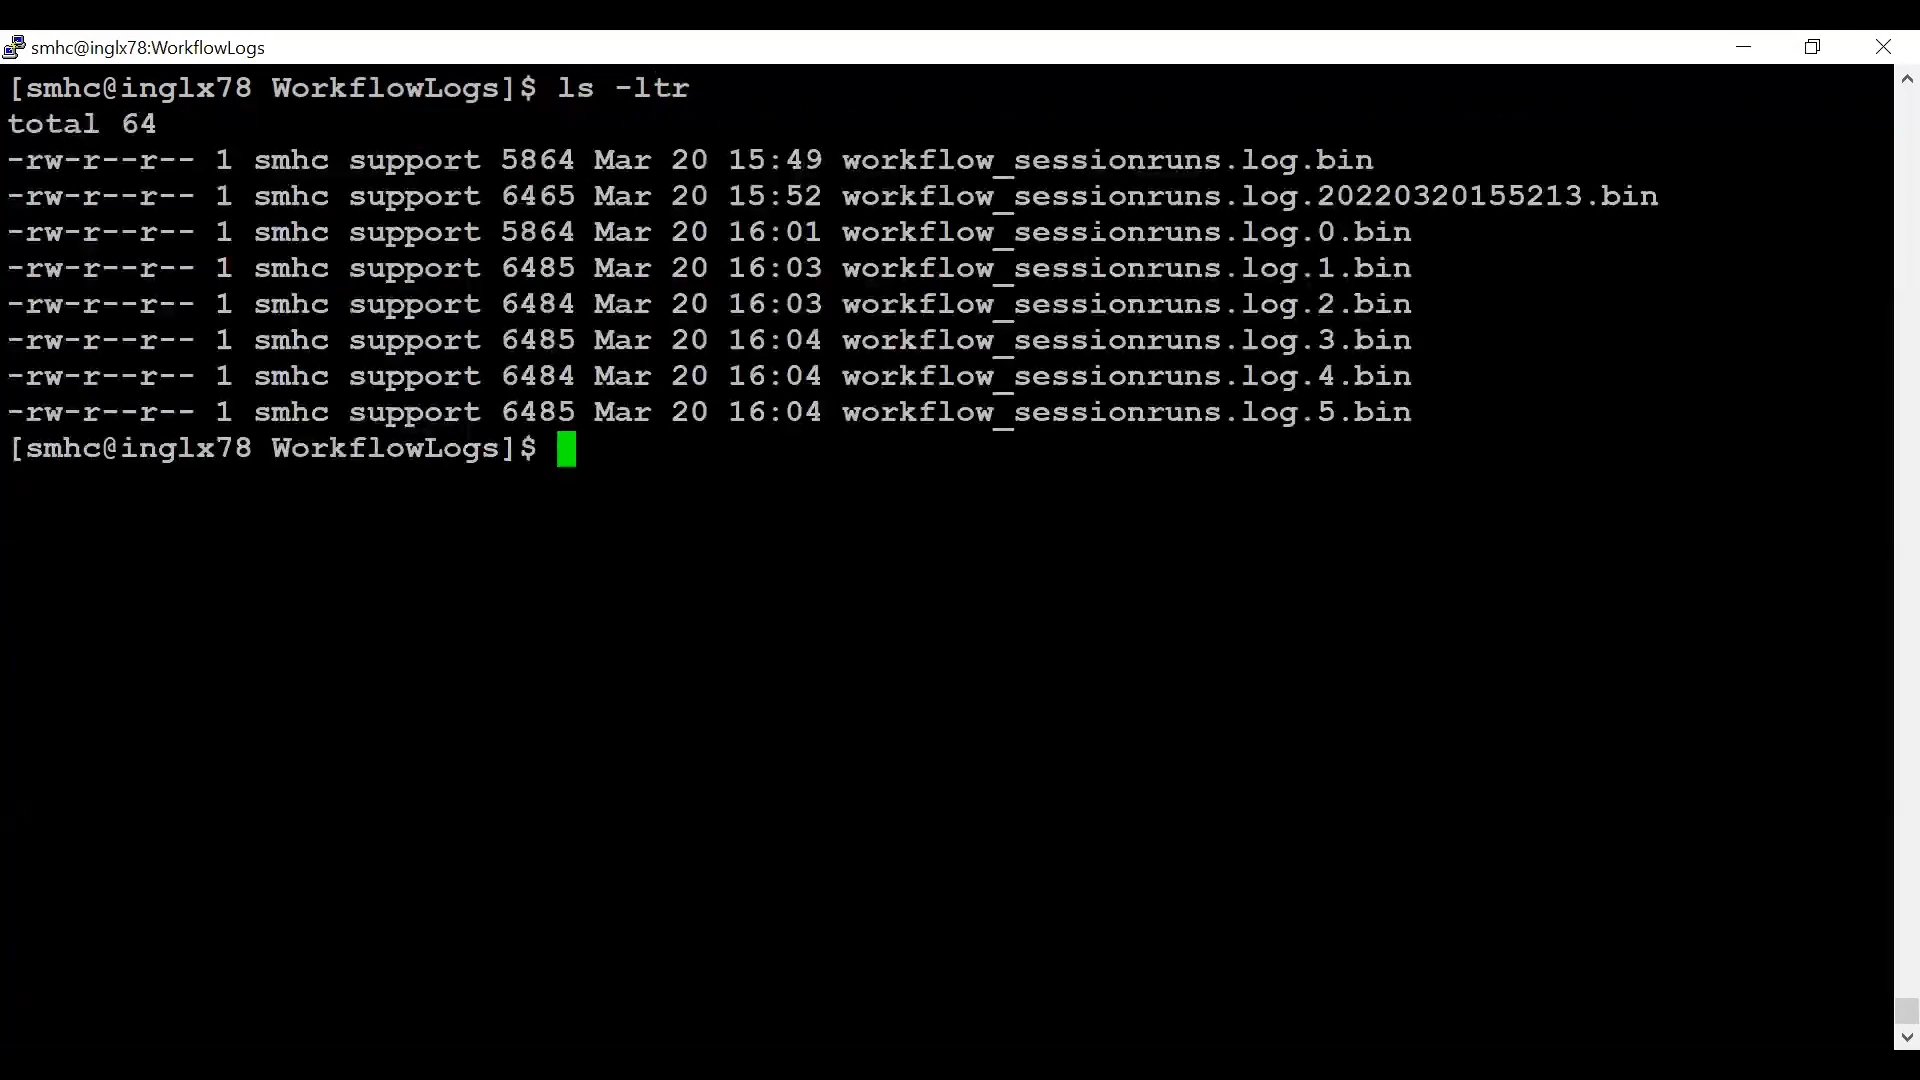 smhc@inglx78:WorkflowLogs
[smhc@inglx78 WorkflowLogs]$ ls -ltr
total 64
-rw-r--r-- 1 smhc support 5864 Mar 20 15:49 workflow_sessionruns.log.bin
-rw-r--r-- 1 smhc support 6465 Mar 20 15:52 workflow_sessionruns.log.20220320155213.bin
-rw-r--r-- 1 smhc support 5864 Mar 20 16:01 workflow_sessionruns.log.0.bin
-rw-r--r-- 1 smhc support 6485 Mar 20 16:03 workflow_sessionruns.log.1.bin
-rw-r--r-- 1 smhc support 6484 Mar 20 16:03 workflow_sessionruns.log.2.bin
-rw-r--r-- 1 smhc support 6485 Mar 20 16:04 workflow_sessionruns.log.3.bin
-rw-r--r-- 1 smhc support 6484 Mar 20 16:04 workflow_sessionruns.log.4.bin
-rw-r--r-- 1 smhc support 6485 Mar 20 16:04 workflow_sessionruns.log.5.bin
[smhc@inglx78 WorkflowLogs]$